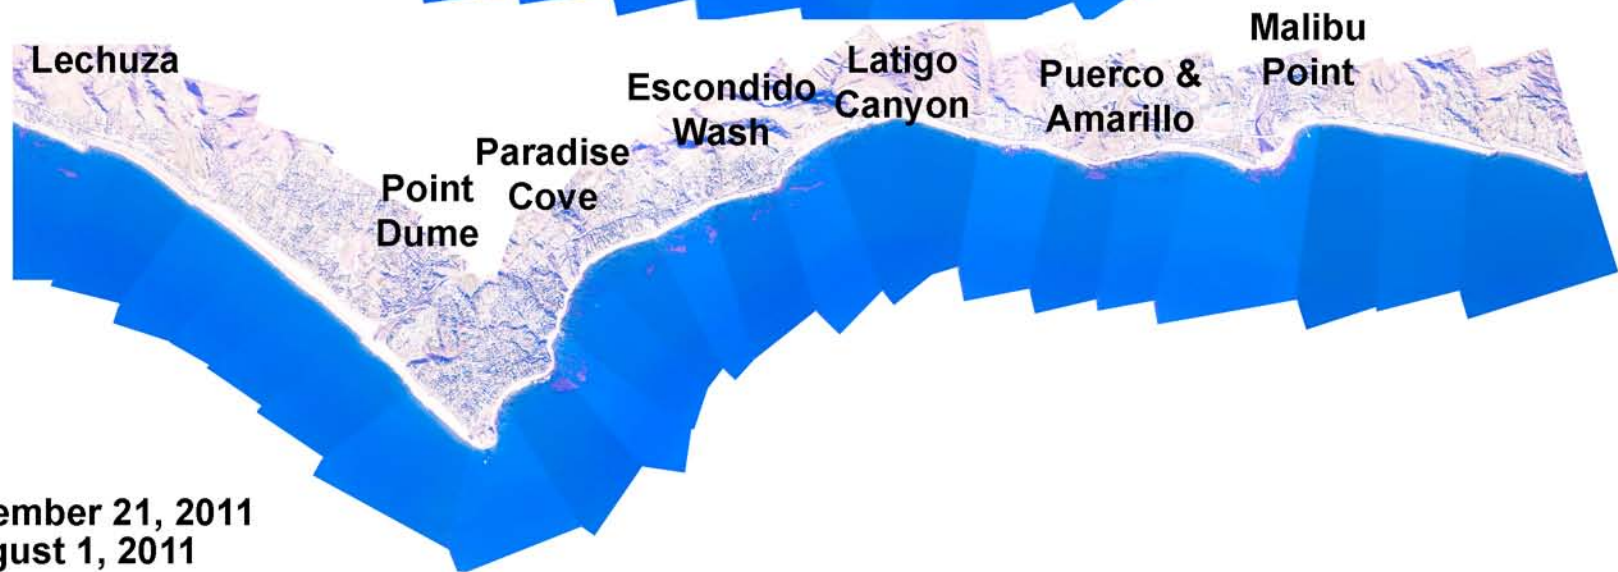 Malibu
Point
Lechuza
Latigo
Canyon
Puerco &
Amarillo
Escondido
Wash
Paradise
Cove
Point
Dume
ember 21, 2011
gust 1, 2011